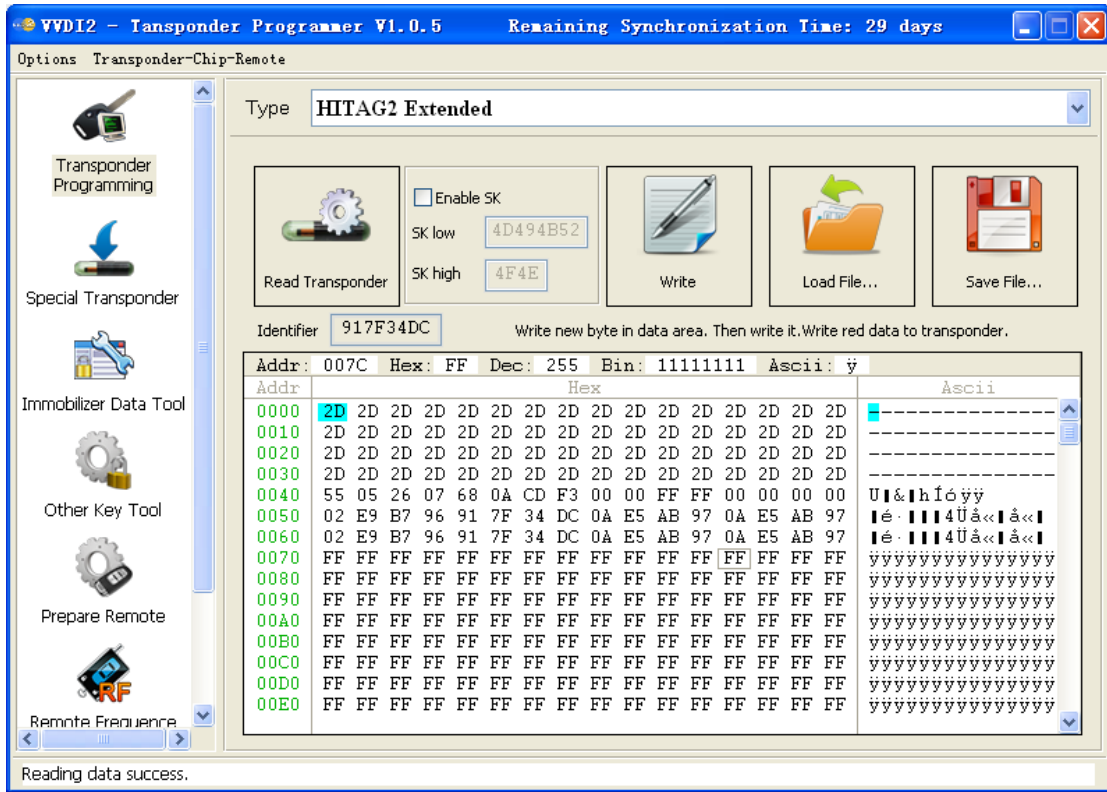 VVDI2 - Tansponder Programmer V1.0.5 Remaining Synchronization Time: 29 days
Options Transponder-Chip-Remote
Transponder
Programming
Special Transponder
Immobilizer Data Tool
Other Key Tool
Prepare Remote
RF
Remote Frequence
Type HITAG2 Extended
Read Transponder
Enable SK
SK low 4D494B52
SK high 4F4E
Write
Load File...
Save File...
Identifier 917F34DC Write new byte in data area. Then write it.Write red data to transponder.
Addr: 007C Hex: FF Dec: 255 Bin: 11111111 Ascii: ÿ
Addr Hex Ascii
0000 2D 2D 2D 2D 2D 2D 2D 2D 2D 2D 2D 2D 2D 2D 2D 2D ----------------
0010 2D 2D 2D 2D 2D 2D 2D 2D 2D 2D 2D 2D 2D 2D 2D 2D ----------------
0020 2D 2D 2D 2D 2D 2D 2D 2D 2D 2D 2D 2D 2D 2D 2D 2D ----------------
0030 2D 2D 2D 2D 2D 2D 2D 2D 2D 2D 2D 2D 2D 2D 2D 2D ----------------
0040 55 05 26 07 68 0A CD F3 00 00 FF FF 00 00 00 00 U▮&▮hÍóÿÿ
0050 02 E9 B7 96 91 7F 34 DC 0A E5 AB 97 0A E5 AB 97 ▮é·▮▮▮4Üå«▮å«▮
0060 02 E9 B7 96 91 7F 34 DC 0A E5 AB 97 0A E5 AB 97 ▮é·▮▮▮4Üå«▮å«▮
0070 FF FF FF FF FF FF FF FF FF FF FF FF FF FF FF FF ÿÿÿÿÿÿÿÿÿÿÿÿÿÿÿÿ
0080 FF FF FF FF FF FF FF FF FF FF FF FF FF FF FF FF ÿÿÿÿÿÿÿÿÿÿÿÿÿÿÿÿ
0090 FF FF FF FF FF FF FF FF FF FF FF FF FF FF FF FF ÿÿÿÿÿÿÿÿÿÿÿÿÿÿÿÿ
00A0 FF FF FF FF FF FF FF FF FF FF FF FF FF FF FF FF ÿÿÿÿÿÿÿÿÿÿÿÿÿÿÿÿ
00B0 FF FF FF FF FF FF FF FF FF FF FF FF FF FF FF FF ÿÿÿÿÿÿÿÿÿÿÿÿÿÿÿÿ
00C0 FF FF FF FF FF FF FF FF FF FF FF FF FF FF FF FF ÿÿÿÿÿÿÿÿÿÿÿÿÿÿÿÿ
00D0 FF FF FF FF FF FF FF FF FF FF FF FF FF FF FF FF ÿÿÿÿÿÿÿÿÿÿÿÿÿÿÿÿ
00E0 FF FF FF FF FF FF FF FF FF FF FF FF FF FF FF FF ÿÿÿÿÿÿÿÿÿÿÿÿÿÿÿÿ
Reading data success.